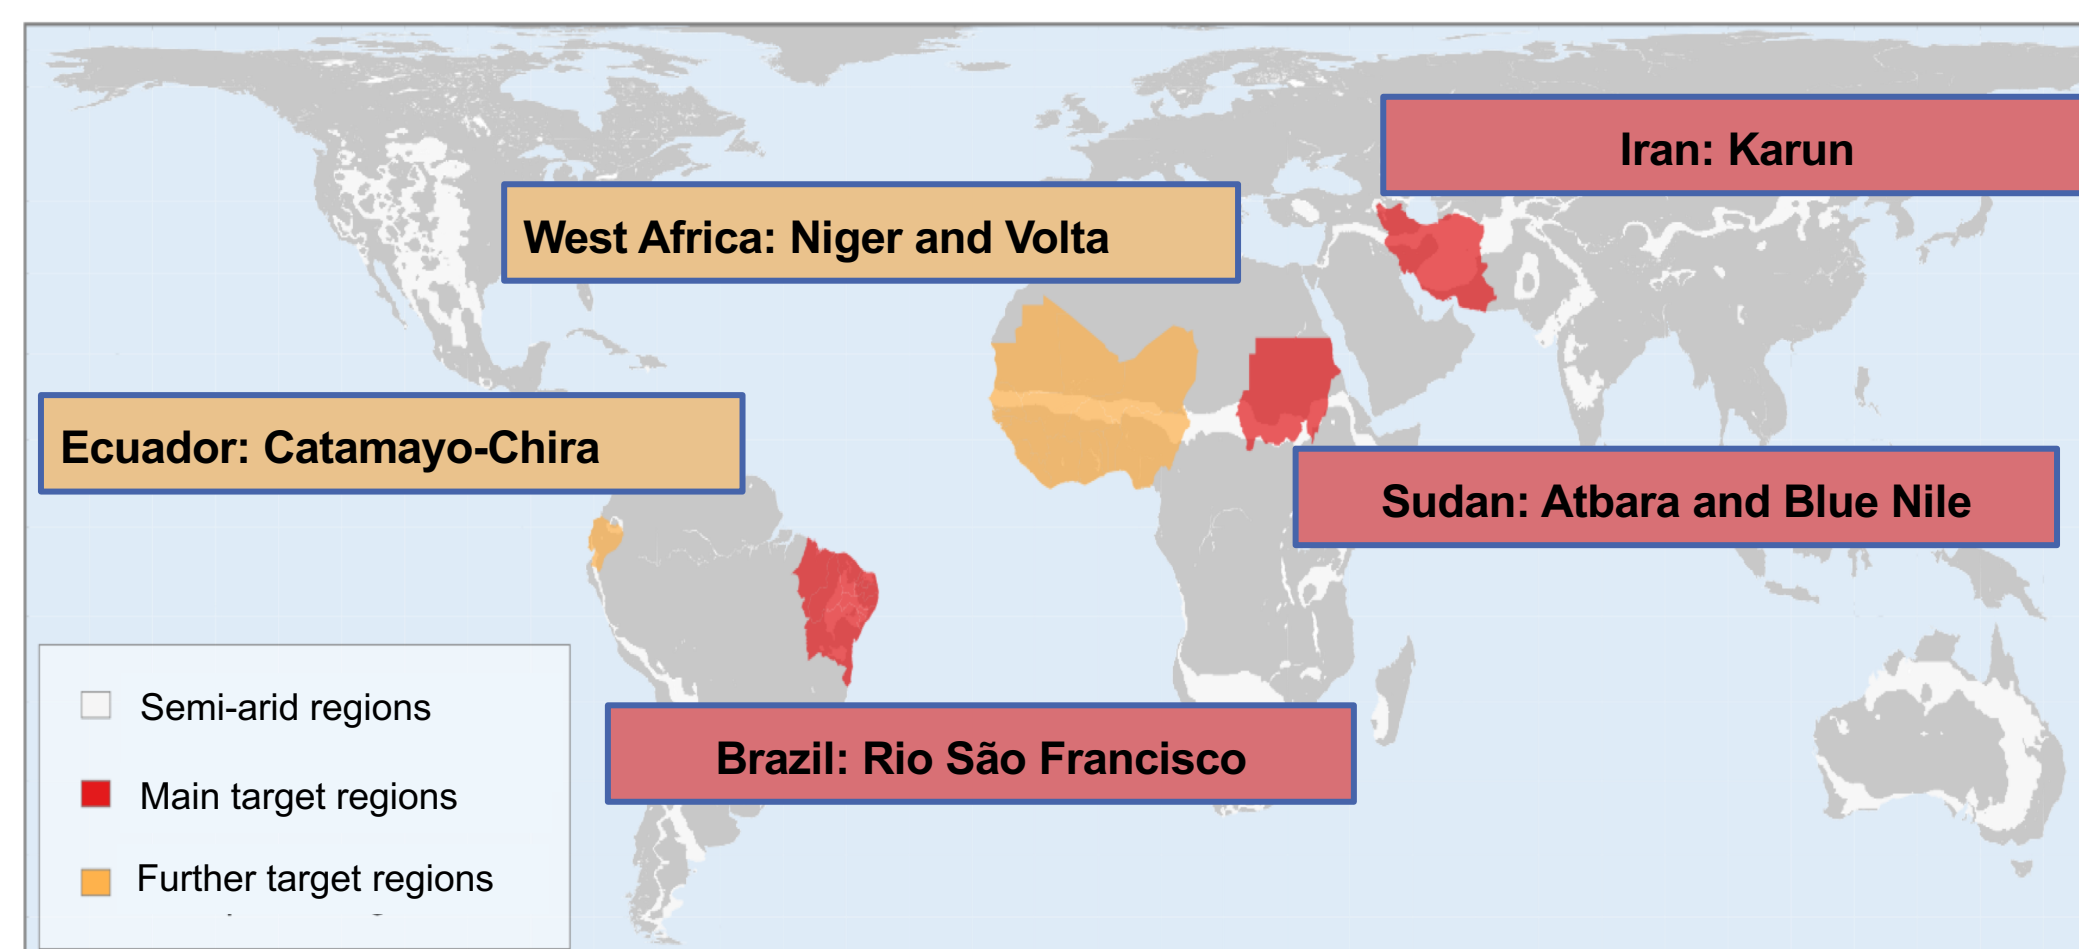 Iran: Karun
West Africa: Niger and Volta
Ecuador: Catamayo-Chira
Sudan: Atbara and Blue Nile
Brazil: Rio São Francisco
Semi-arid regions
Main target regions
Further target regions